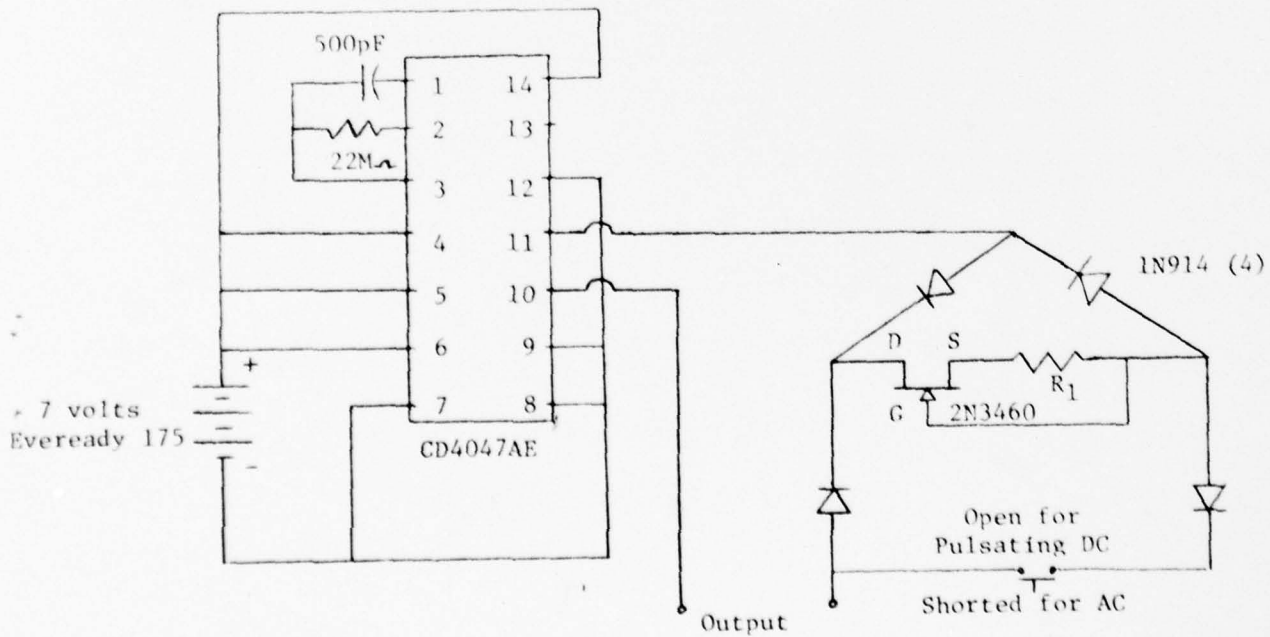 500pF
1
14
2
13
22MΩ
3
12
4
11
1N914 (4)
5
10
D
S
6
9
+
R1
7 volts
7
8
G
2N3460
Eveready 175
CD4047AE
-
Open for
Pulsating DC
Shorted for AC
Output